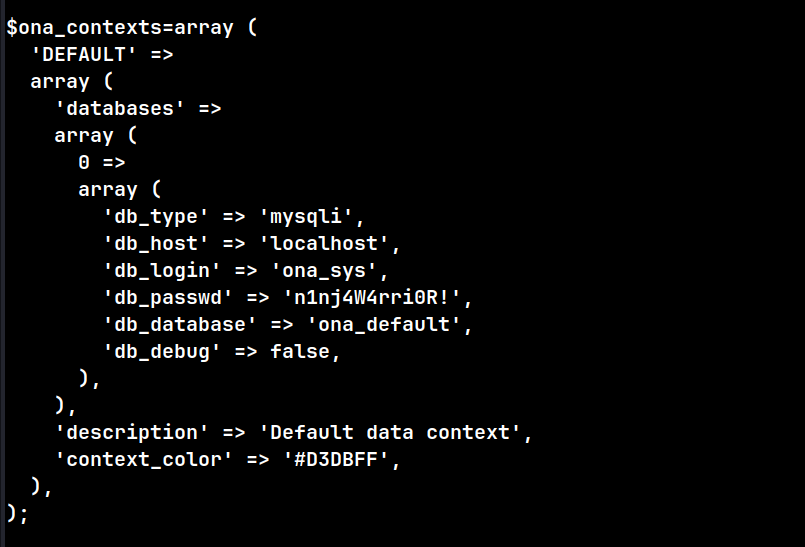 $ona_contexts=array (
  'DEFAULT' =>
  array (
    'databases' =>
    array (
      0 =>
      array (
        'db_type' => 'mysqli',
        'db_host' => 'localhost',
        'db_login' => 'ona_sys',
        'db_passwd' => 'n1nj4W4rri0R!',
        'db_database' => 'ona_default',
        'db_debug' => false,
      ),
    ),
    'description' => 'Default data context',
    'context_color' => '#D3DBFF',
  ),
);